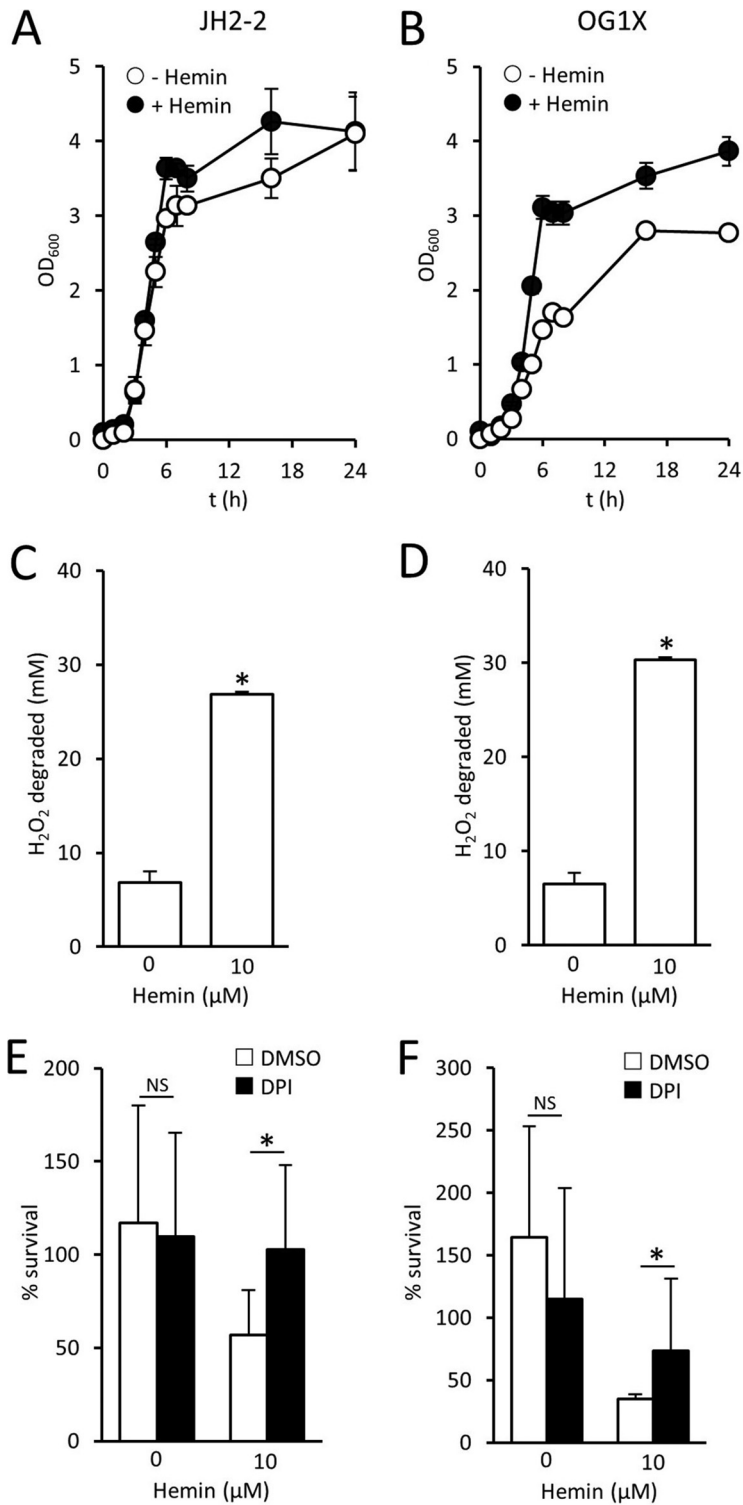 A
JH2-2
- Hemin
+ Hemin
OD600
5
4
3
2
1
0
0 6 12 18 24
t (h)
B
OG1X
- Hemin
+ Hemin
OD600
5
4
3
2
1
0
0 6 12 18 24
t (h)
C
H2O2 degraded (mM)
40
30
20
10
0
*
0 10
Hemin (μM)
D
H2O2 degraded (mM)
40
30
20
10
0
*
0 10
Hemin (μM)
E
DMSO
DPI
% survival
200
150
100
50
0
NS
*
0 10
Hemin (μM)
F
DMSO
DPI
% survival
300
250
200
150
100
50
0
NS
*
0 10
Hemin (μM)